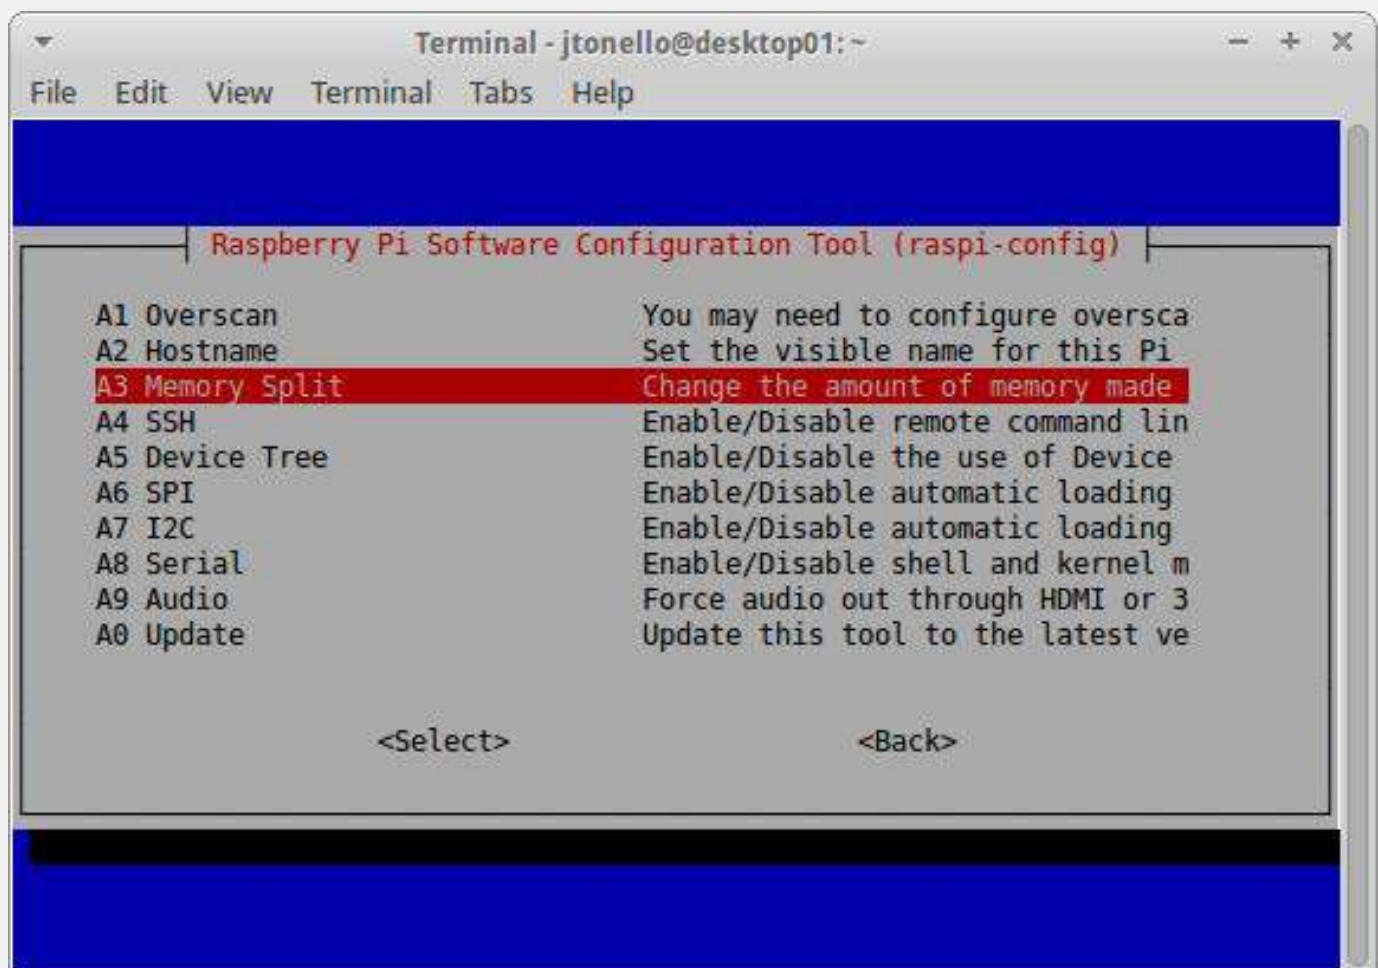 Terminal - jtonello@desktop01: ~
File Edit View Terminal Tabs Help
Raspberry Pi Software Configuration Tool (raspi-config)
A1 Overscan You may need to configure oversca
A2 Hostname Set the visible name for this Pi
A3 Memory Split Change the amount of memory made
A4 SSH Enable/Disable remote command lin
A5 Device Tree Enable/Disable the use of Device
A6 SPI Enable/Disable automatic loading
A7 I2C Enable/Disable automatic loading
A8 Serial Enable/Disable shell and kernel m
A9 Audio Force audio out through HDMI or 3
A0 Update Update this tool to the latest ve
<Select> <Back>